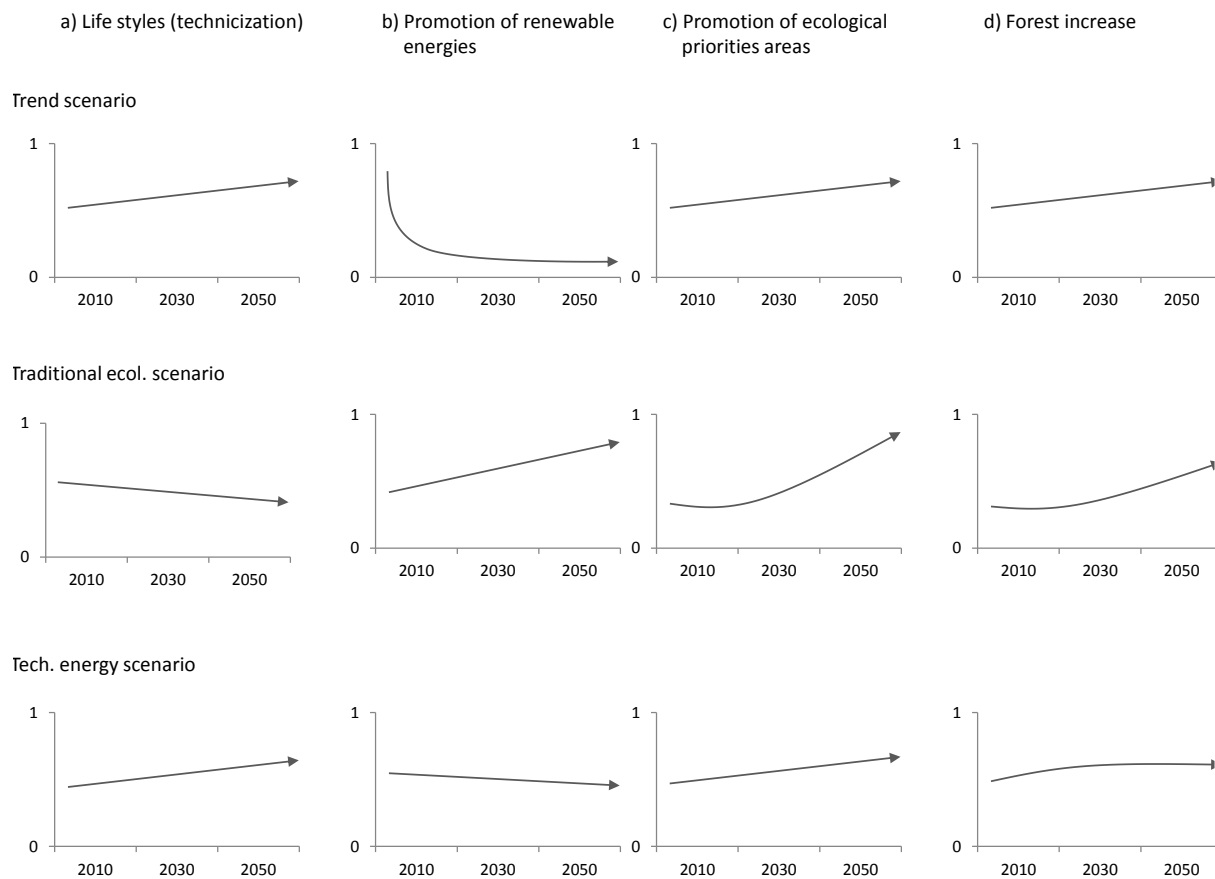 a) Life styles (technicization)
b) Promotion of renewable
energies
c) Promotion of ecological
priorities areas
d) Forest increase
Trend scenario
1
0
2010 2030 2050
1
0
2010 2030 2050
1
0
2010 2030 2050
1
0
2010 2030 2050
Traditional ecol. scenario
1
0
2010 2030 2050
1
0
2010 2030 2050
1
0
2010 2030 2050
1
0
2010 2030 2050
Tech. energy scenario
1
0
2010 2030 2050
1
0
2010 2030 2050
1
0
2010 2030 2050
1
0
2010 2030 2050